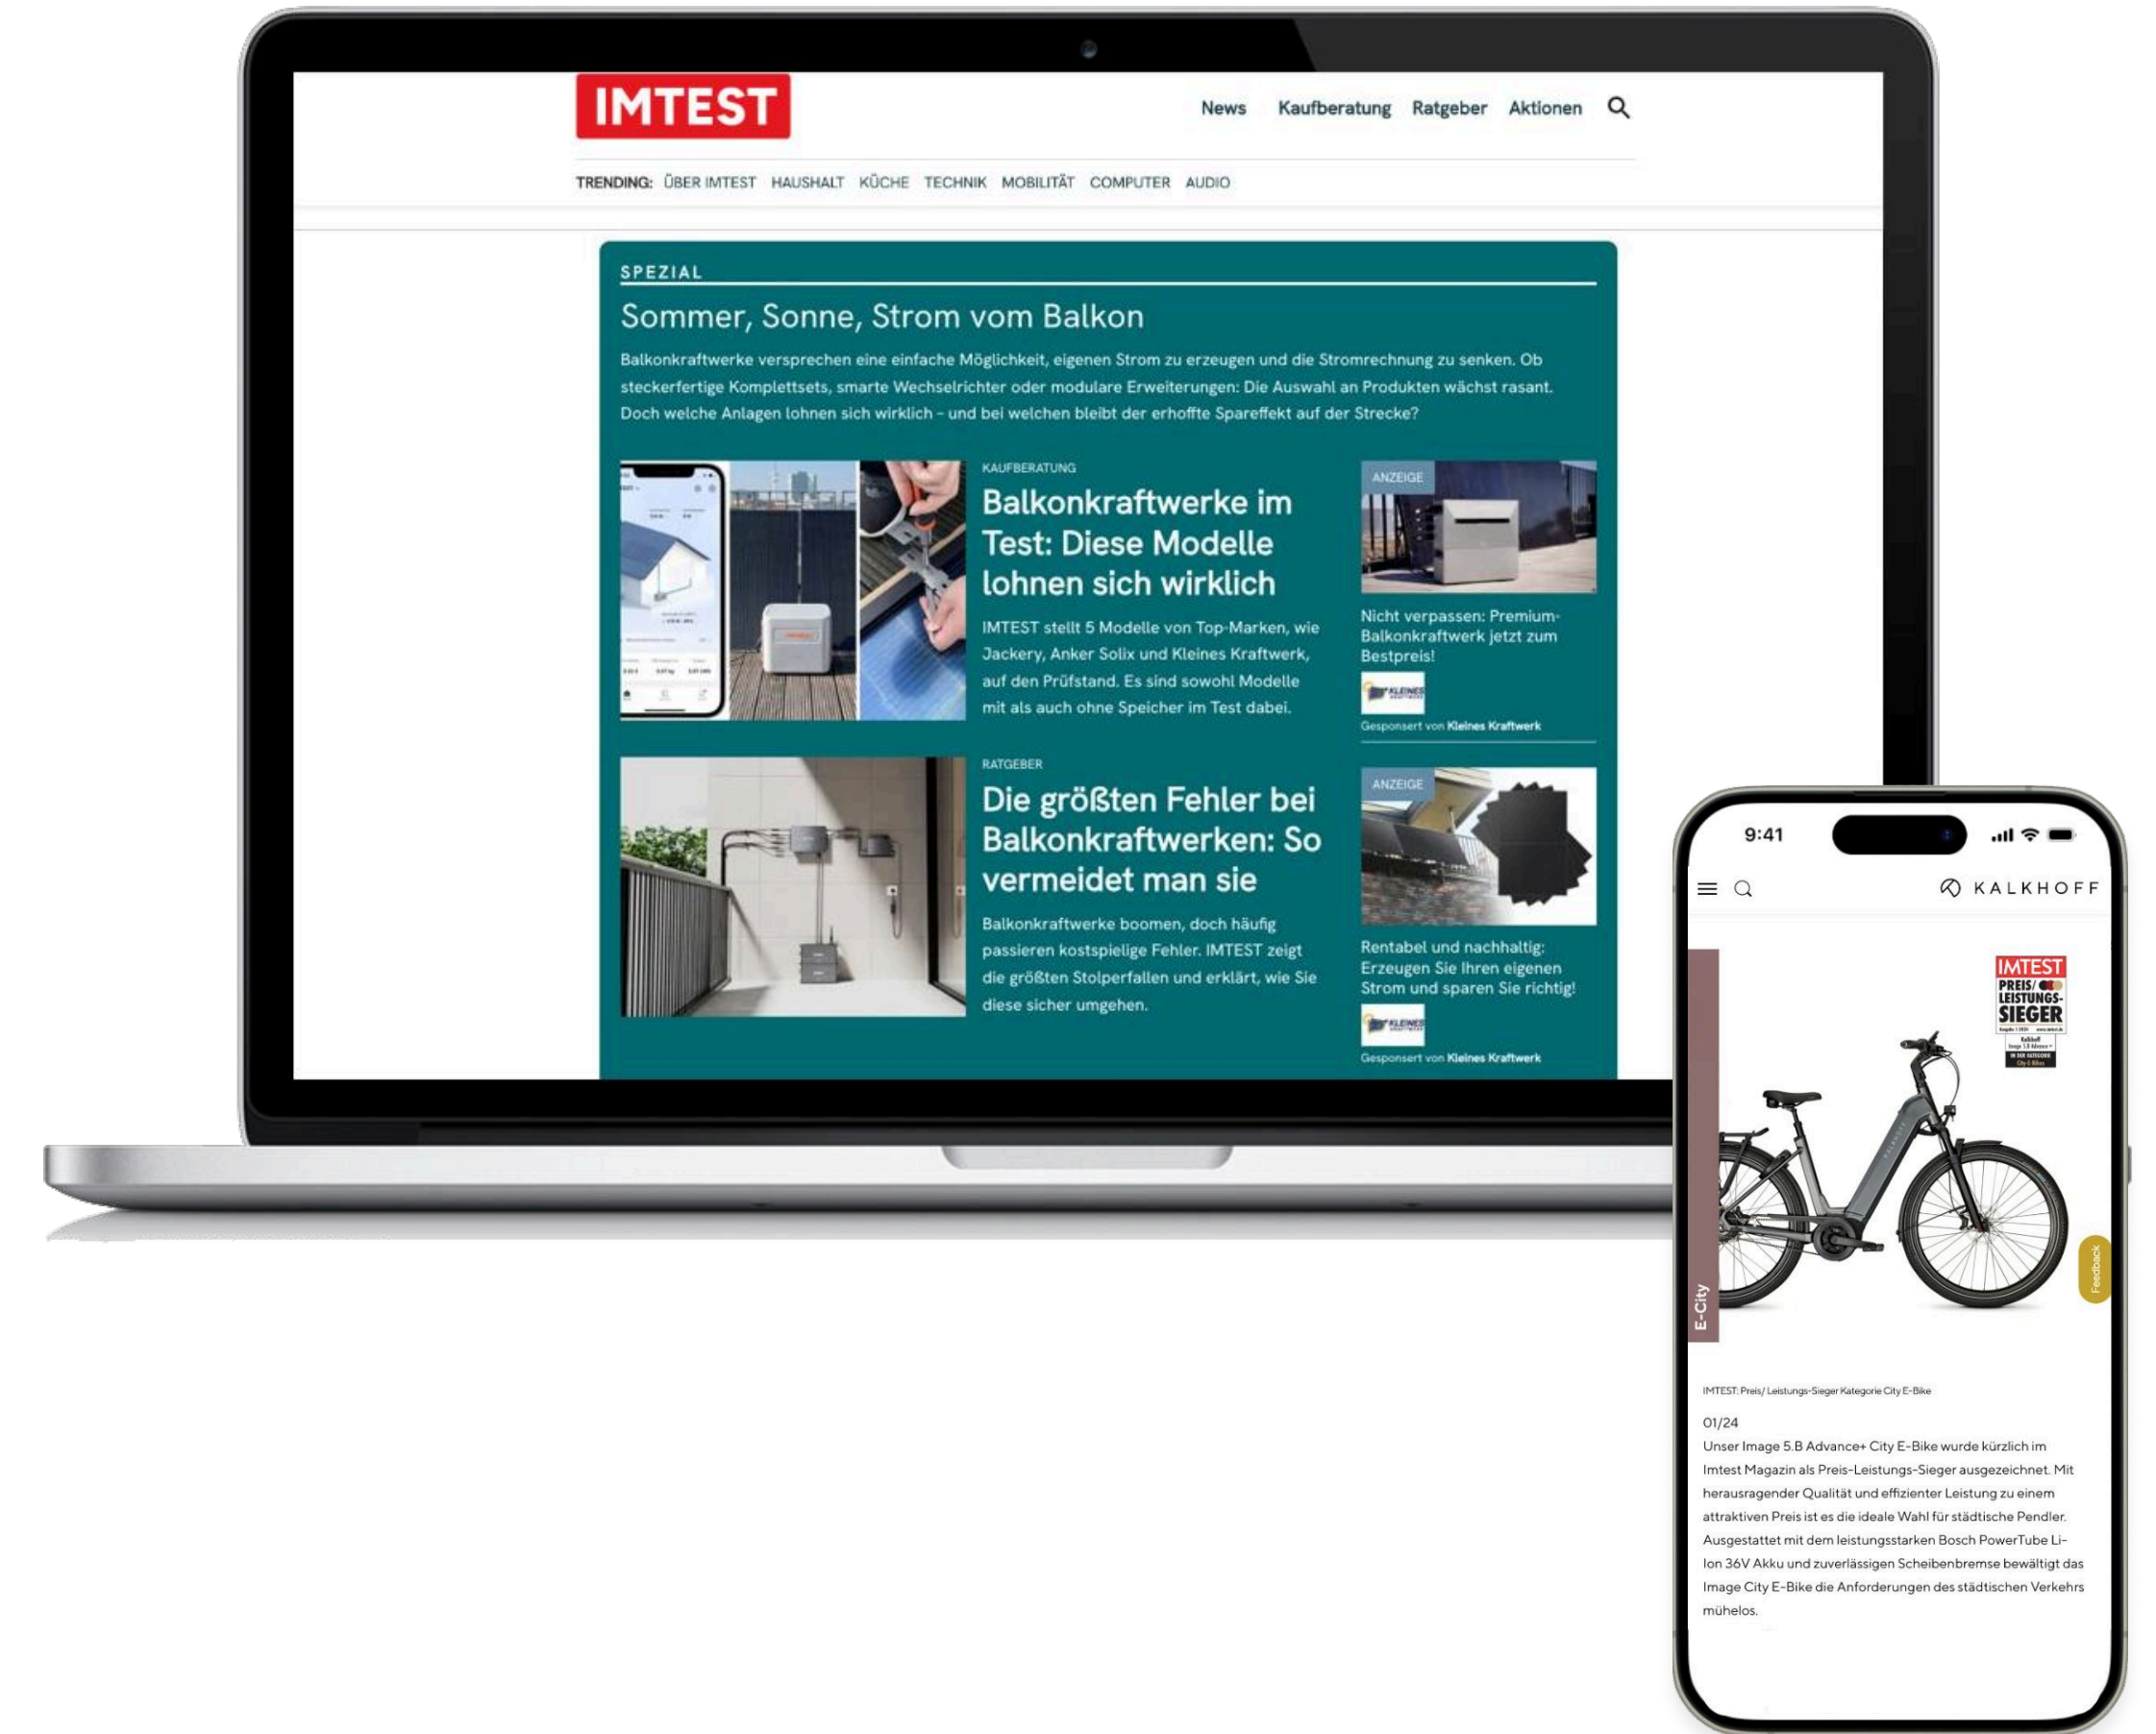 IMTEST
News Kaufberatung Ratgeber Aktionen
TRENDING: ÜBER IMTEST HAUSHALT KÜCHE TECHNIK MOBILITÄT COMPUTER AUDIO
SPEZIAL
Sommer, Sonne, Strom vom Balkon
Balkonkraftwerke versprechen eine einfache Möglichkeit, eigenen Strom zu erzeugen und die Stromrechnung zu senken. Ob
steckerfertige Komplettsets, smarte Wechselrichter oder modulare Erweiterungen: Die Auswahl an Produkten wächst rasant.
Doch welche Anlagen lohnen sich wirklich – und bei welchen bleibt der erhoffte Spareffekt auf der Strecke?
KAUFBERATUNG
Balkonkraftwerke im
Test: Diese Modelle
lohnen sich wirklich
IMTEST stellt 5 Modelle von Top-Marken, wie
Jackery, Anker Solix und Kleines Kraftwerk,
auf den Prüfstand. Es sind sowohl Modelle
mit als auch ohne Speicher im Test dabei.
RATGEBER
Die größten Fehler bei
Balkonkraftwerken: So
vermeidet man sie
Balkonkraftwerke boomen, doch häufig
passieren kostspielige Fehler. IMTEST zeigt
die größten Stolperfallen und erklärt, wie Sie
diese sicher umgehen.
ANZEIGE
Nicht verpassen: Premium-
Balkonkraftwerk jetzt zum
Bestpreis!
KLEINES
Gesponsert von Kleines Kraftwerk
ANZEIGE
Rentabel und nachhaltig:
Erzeugen Sie Ihren eigenen
Strom und sparen Sie richtig!
KLEINES
Gesponsert von Kleines Kraftwerk
9:41
KALKHOFF
IMTEST
PREIS/
LEISTUNGS-
SIEGER
Kalkhoff
IN DER KATEGORIE
City-E-Bikes
E-City
Feedback
IMTEST: Preis/ Leistungs-Sieger Kategorie City E-Bike
01/24
Unser Image 5.B Advance+ City E-Bike wurde kürzlich im
Imtest Magazin als Preis-Leistungs-Sieger ausgezeichnet. Mit
herausragender Qualität und effizienter Leistung zu einem
attraktiven Preis ist es die ideale Wahl für städtische Pendler.
Ausgestattet mit dem leistungsstarken Bosch PowerTube Li-
Ion 36V Akku und zuverlässigen Scheibenbremse bewältigt das
Image City E-Bike die Anforderungen des städtischen Verkehrs
mühelos.